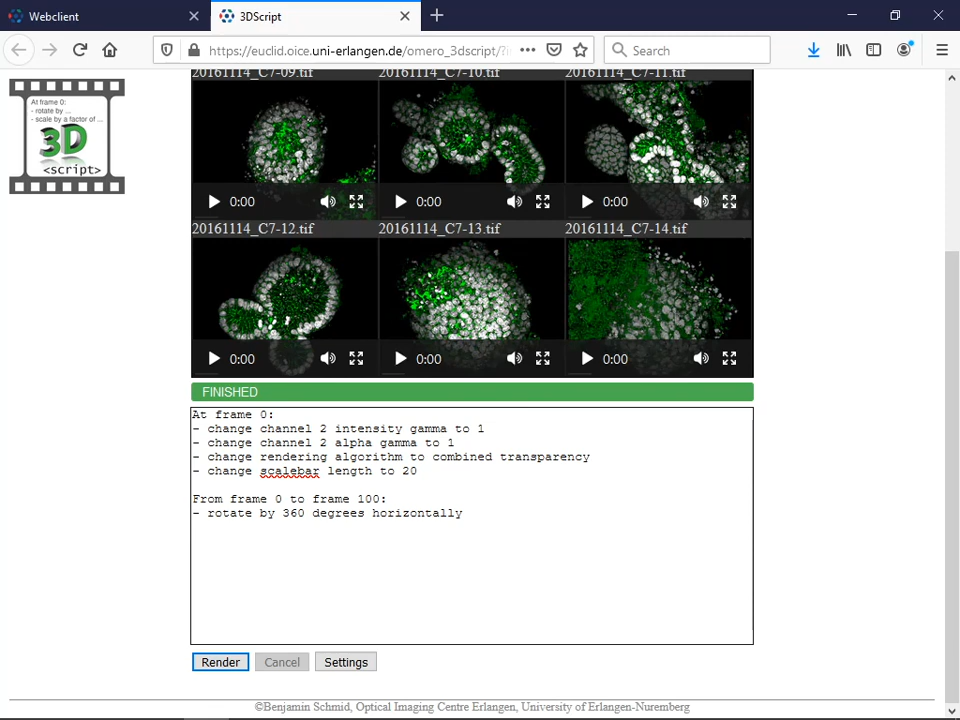 Webclient
3DScript
https://euclid.oice.uni-erlangen.de/omero_3dscript/?i
Search
At frame 0:
- rotate by ...
- scale by a factor of ...
3D
<script>
20161114_C7-09.tif
20161114_C7-10.tif
20161114_C7-11.tif
0:00
0:00
0:00
20161114_C7-12.tif
20161114_C7-13.tif
20161114_C7-14.tif
0:00
0:00
0:00
FINISHED
At frame 0:
- change channel 2 intensity gamma to 1
- change channel 2 alpha gamma to 1
- change rendering algorithm to combined transparency
- change scalebar length to 20
From frame 0 to frame 100:
- rotate by 360 degrees horizontally
Render
Cancel
Settings
©Benjamin Schmid, Optical Imaging Centre Erlangen, University of Erlangen-Nuremberg